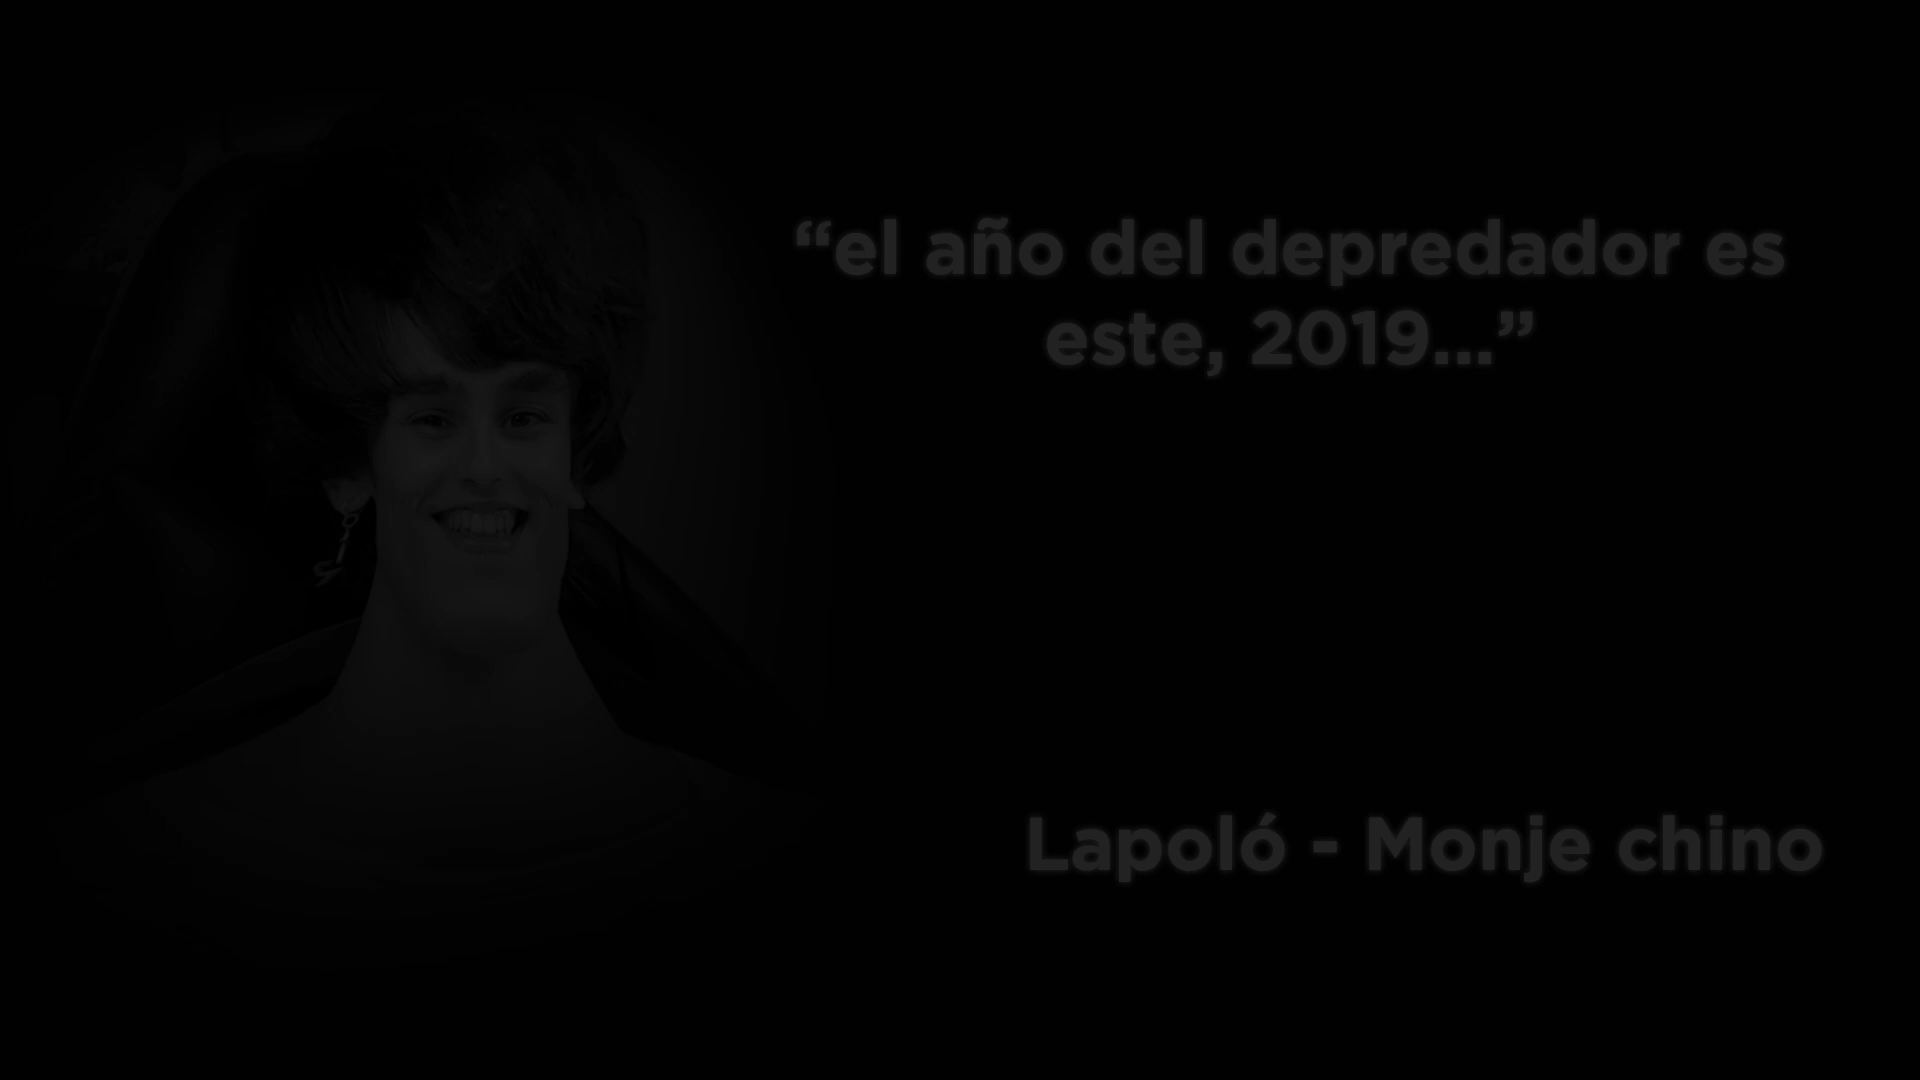 “el año del depredador es
este, 2019...”
Lapoló - Monje chino